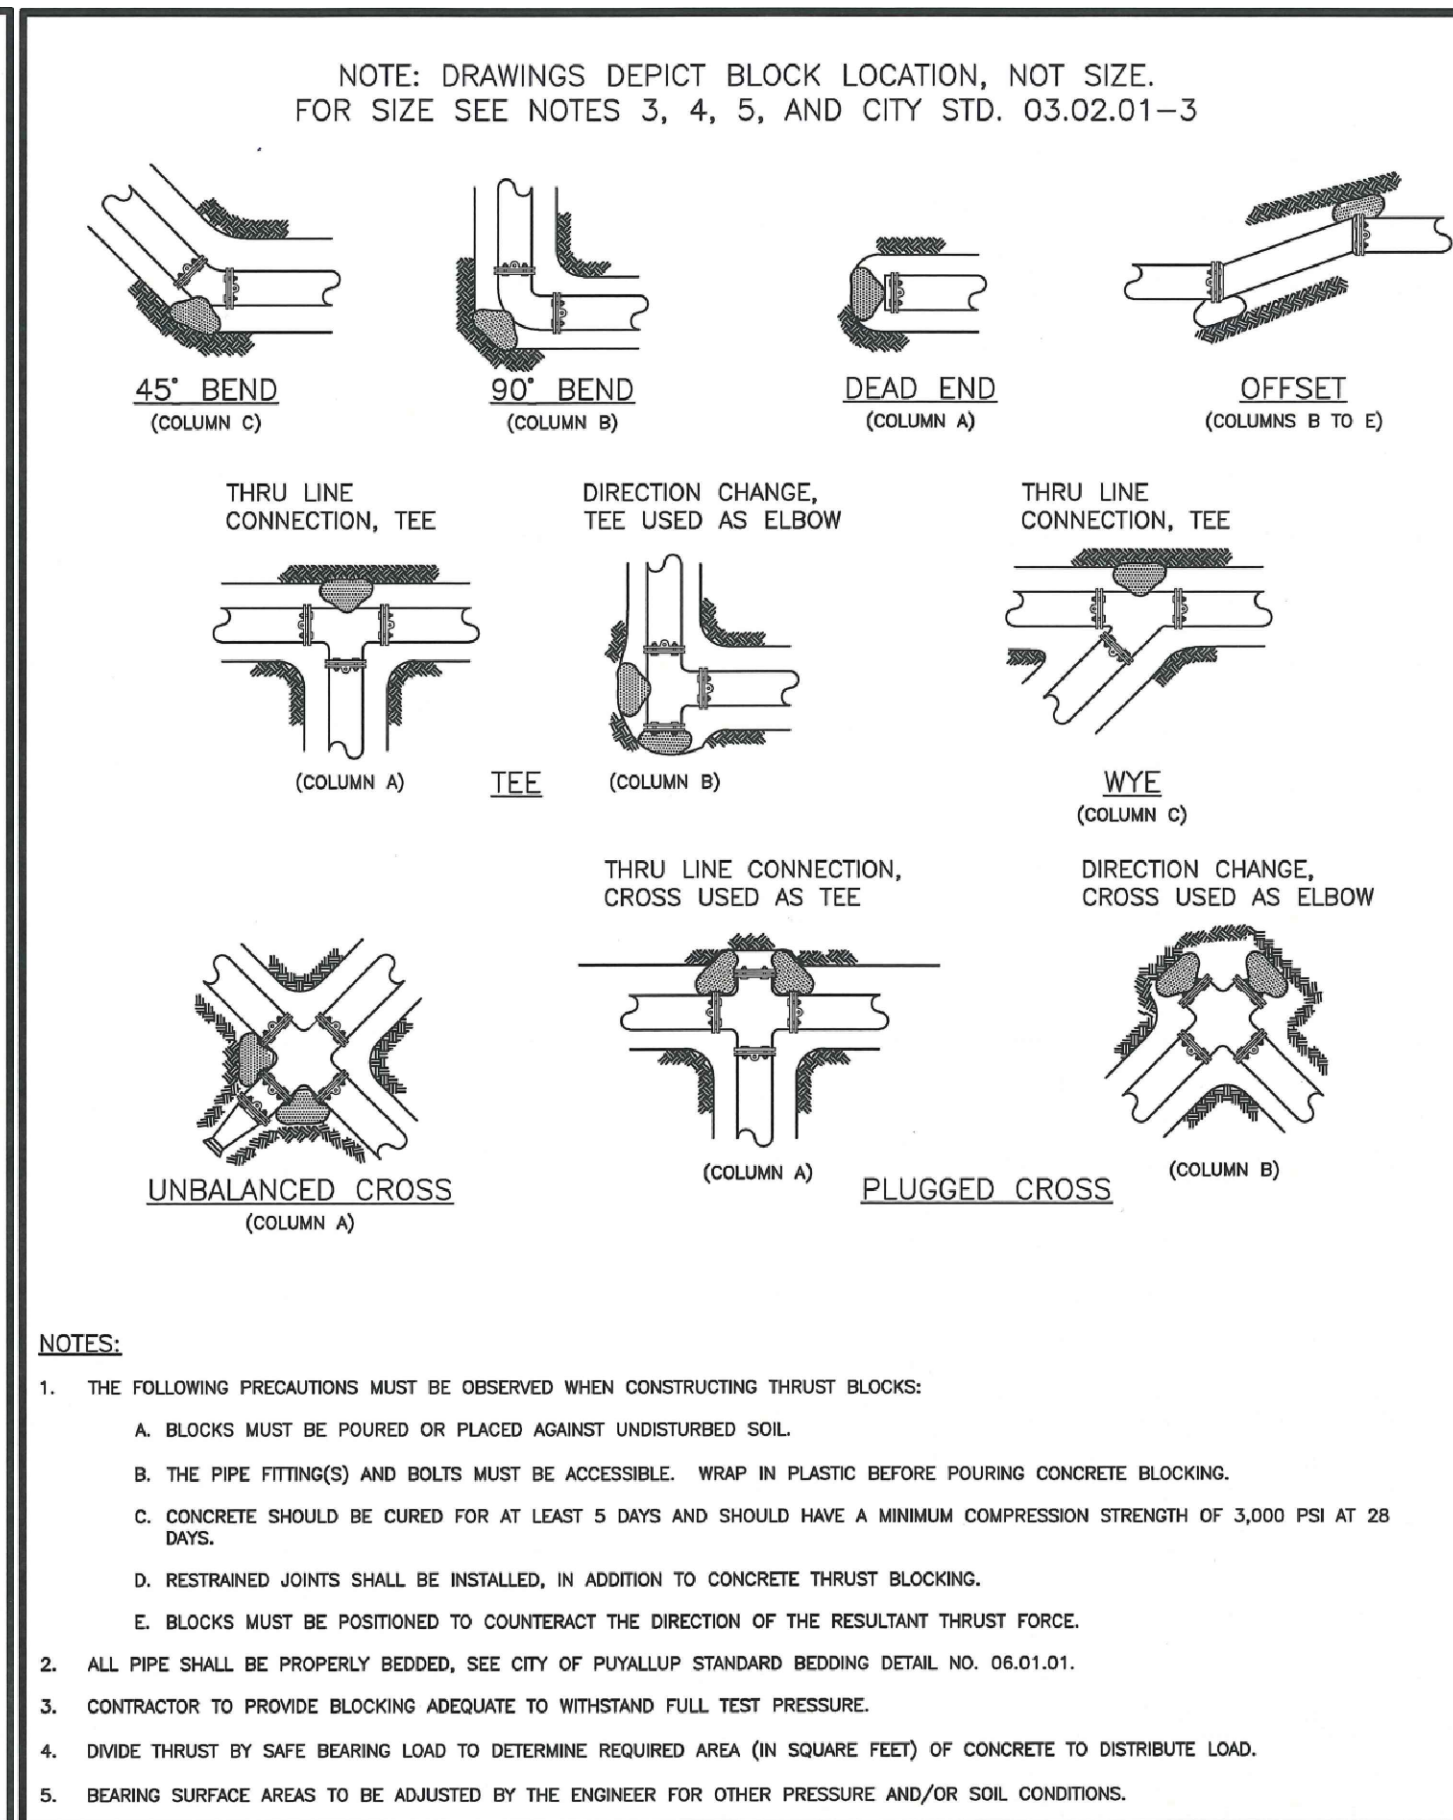 NOTE: DRAWINGS DEPICT BLOCK LOCATION, NOT SIZE.
FOR SIZE SEE NOTES 3, 4, 5, AND CITY STD. 03.02.01-3
45° BEND
(COLUMN C)
90° BEND
(COLUMN B)
DEAD END
(COLUMN A)
OFFSET
(COLUMNS B TO E)
THRU LINE
CONNECTION, TEE
DIRECTION CHANGE,
TEE USED AS ELBOW
THRU LINE
CONNECTION, TEE
(COLUMN A)
TEE
(COLUMN B)
WYE
(COLUMN C)
THRU LINE CONNECTION,
CROSS USED AS TEE
DIRECTION CHANGE,
CROSS USED AS ELBOW
UNBALANCED CROSS
(COLUMN A)
(COLUMN A)
PLUGGED CROSS
(COLUMN B)
NOTES:
1. THE FOLLOWING PRECAUTIONS MUST BE OBSERVED WHEN CONSTRUCTING THRUST BLOCKS:
A. BLOCKS MUST BE POURED OR PLACED AGAINST UNDISTURBED SOIL.
B. THE PIPE FITTING(S) AND BOLTS MUST BE ACCESSIBLE. WRAP IN PLASTIC BEFORE POURING CONCRETE BLOCKING.
C. CONCRETE SHOULD BE CURED FOR AT LEAST 5 DAYS AND SHOULD HAVE A MINIMUM COMPRESSION STRENGTH OF 3,000 PSI AT 28
DAYS.
D. RESTRAINED JOINTS SHALL BE INSTALLED, IN ADDITION TO CONCRETE THRUST BLOCKING.
E. BLOCKS MUST BE POSITIONED TO COUNTERACT THE DIRECTION OF THE RESULTANT THRUST FORCE.
2. ALL PIPE SHALL BE PROPERLY BEDDED, SEE CITY OF PUYALLUP STANDARD BEDDING DETAIL NO. 06.01.01.
3. CONTRACTOR TO PROVIDE BLOCKING ADEQUATE TO WITHSTAND FULL TEST PRESSURE.
4. DIVIDE THRUST BY SAFE BEARING LOAD TO DETERMINE REQUIRED AREA (IN SQUARE FEET) OF CONCRETE TO DISTRIBUTE LOAD.
5. BEARING SURFACE AREAS TO BE ADJUSTED BY THE ENGINEER FOR OTHER PRESSURE AND/OR SOIL CONDITIONS.